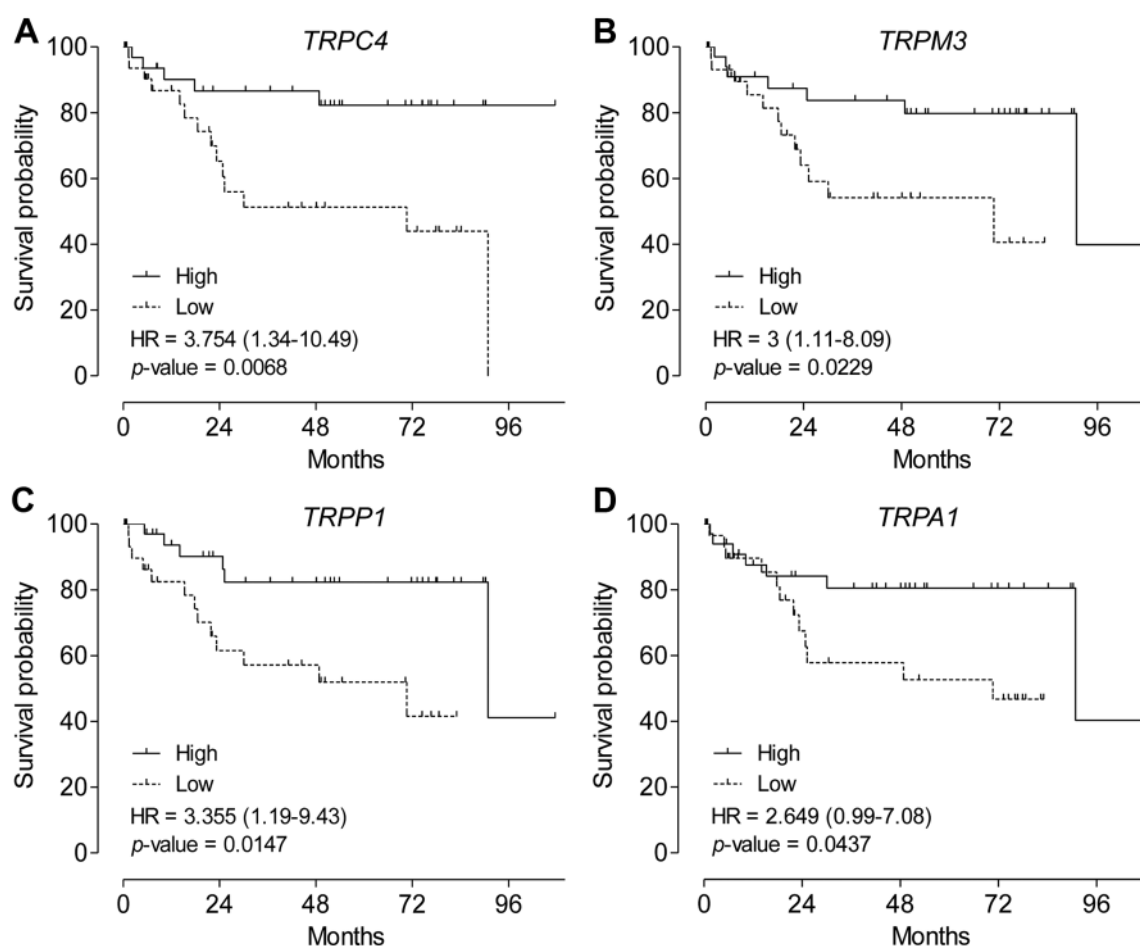 A
TRPC4
Survival probability
100
80
60
40
20
0
High
Low
HR = 3.754 (1.34-10.49)
p-value = 0.0068
0 24 48 72 96
Months
B
TRPM3
Survival probability
100
80
60
40
20
0
High
Low
HR = 3 (1.11-8.09)
p-value = 0.0229
0 24 48 72 96
Months
C
TRPP1
Survival probability
100
80
60
40
20
0
High
Low
HR = 3.355 (1.19-9.43)
p-value = 0.0147
0 24 48 72 96
Months
D
TRPA1
Survival probability
100
80
60
40
20
0
High
Low
HR = 2.649 (0.99-7.08)
p-value = 0.0437
0 24 48 72 96
Months